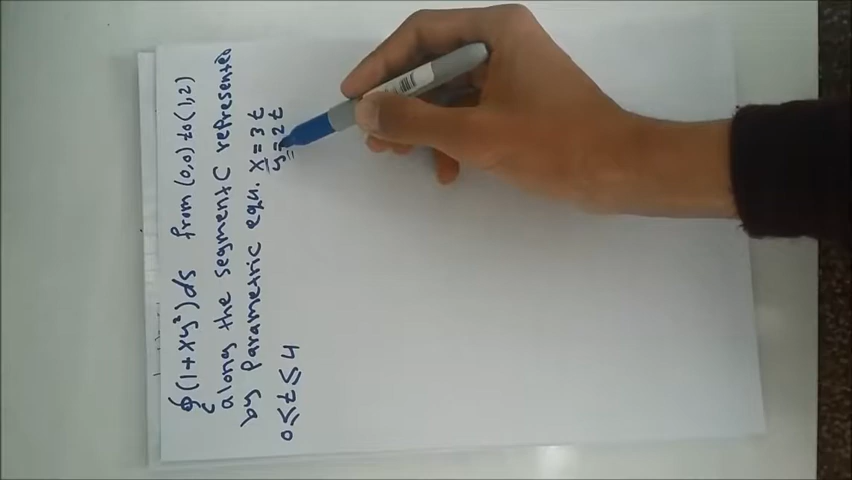 ∮c (1+xy²)ds from (0,0) to (1,2)
along the segment C represented
by Parametric equ. x = 3t
y = 2t
0 ≤ t ≤ 4